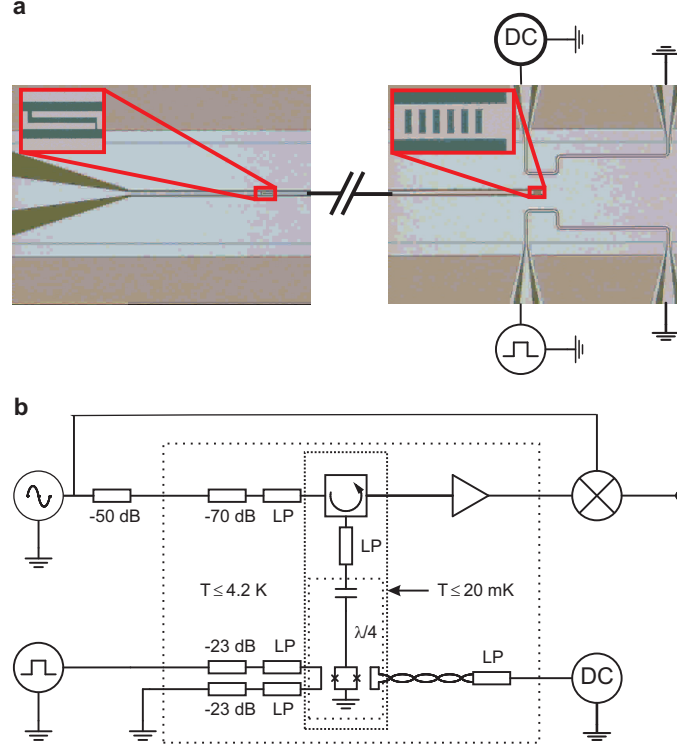 a
DC
b
-50 dB
-70 dB
LP
LP
T ≤ 4.2 K
T ≤ 20 mK
λ/4
-23 dB
LP
LP
DC
-23 dB
LP